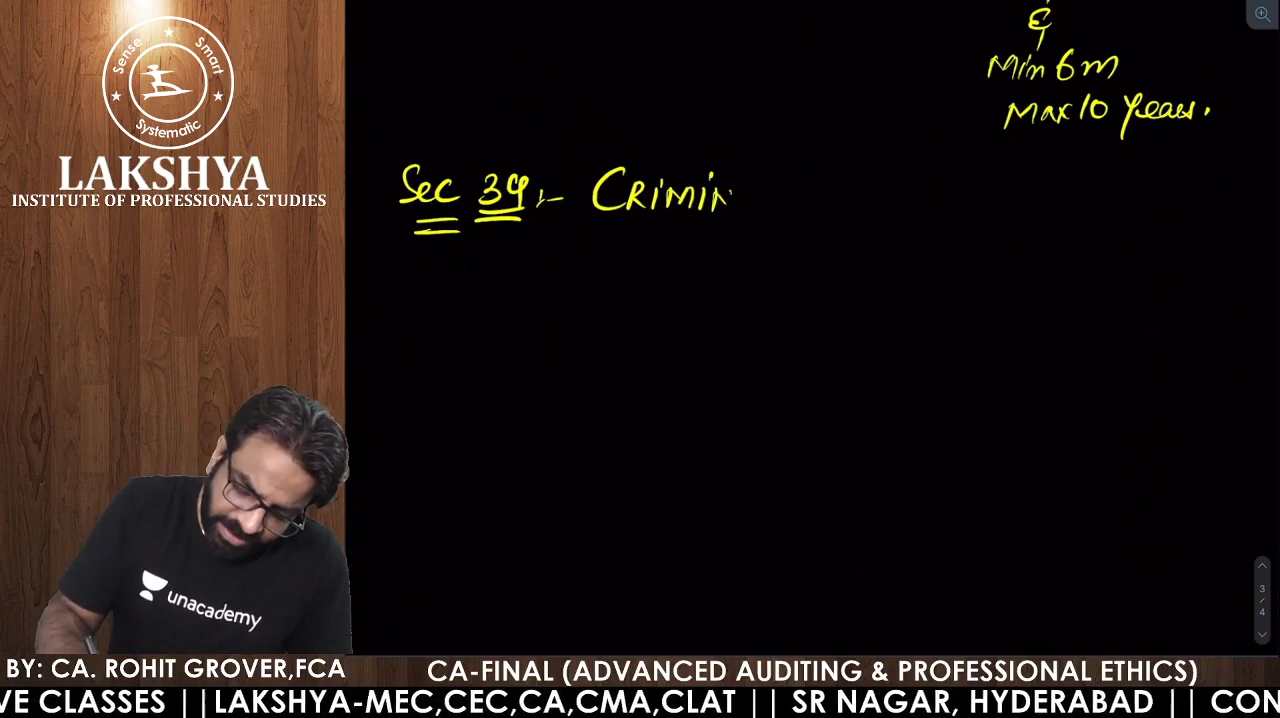 &
Min 6m
Max 10 years.
Sense Smart
Systematic
LAKSHYA
INSTITUTE OF PROFESSIONAL STUDIES
Sec 39:- CRIMIN
unacademy
3
/
4
BY: CA. ROHIT GROVER,FCA
CA-FINAL (ADVANCED AUDITING & PROFESSIONAL ETHICS)
VE CLASSES ||LAKSHYA-MEC,CEC,CA,CMA,CLAT || SR NAGAR, HYDERABAD || CON